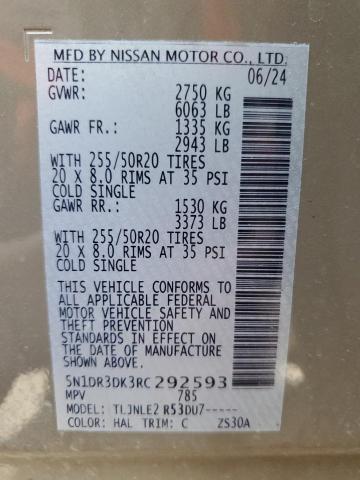 MFD BY NISSAN MOTOR CO., LTD.
DATE: 06/24
GVWR: 2750 KG
6063 LB
GAWR FR.: 1335 KG
2943 LB
WITH 255/50R20 TIRES
20 X 8.0 RIMS AT 35 PSI
COLD SINGLE
GAWR RR.: 1530 KG
3373 LB
WITH 255/50R20 TIRES
20 X 8.0 RIMS AT 35 PSI
COLD SINGLE
THIS VEHICLE CONFORMS TO
ALL APPLICABLE FEDERAL
MOTOR VEHICLE SAFETY AND
THEFT PREVENTION
STANDARDS IN EFFECT ON
THE DATE OF MANUFACTURE
SHOWN ABOVE.
5N1DR3DK3RC292593
MPV 785
MODEL: TLJNLE2 R53DU7-----
COLOR: HAL TRIM: C ZS30A